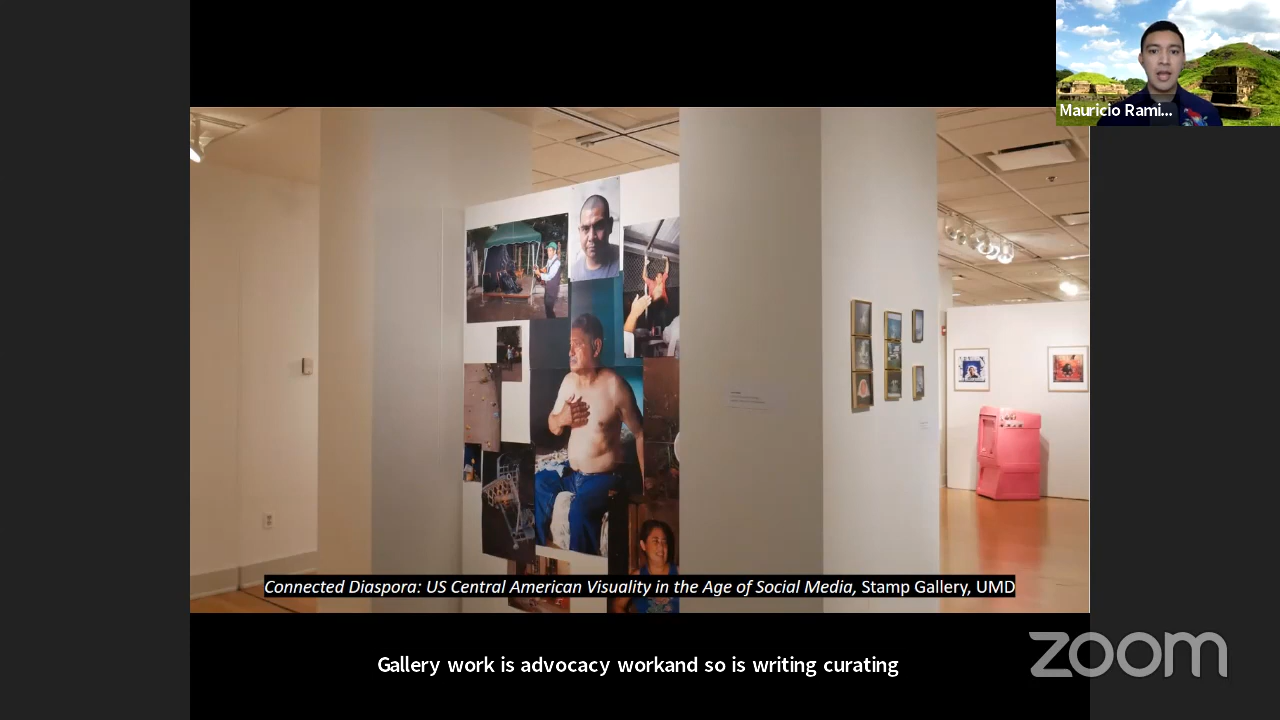 Mauricio Rami...
Connected Diaspora: US Central American Visuality in the Age of Social Media, Stamp Gallery, UMD
Gallery work is advocacy workand so is writing curating
zoom